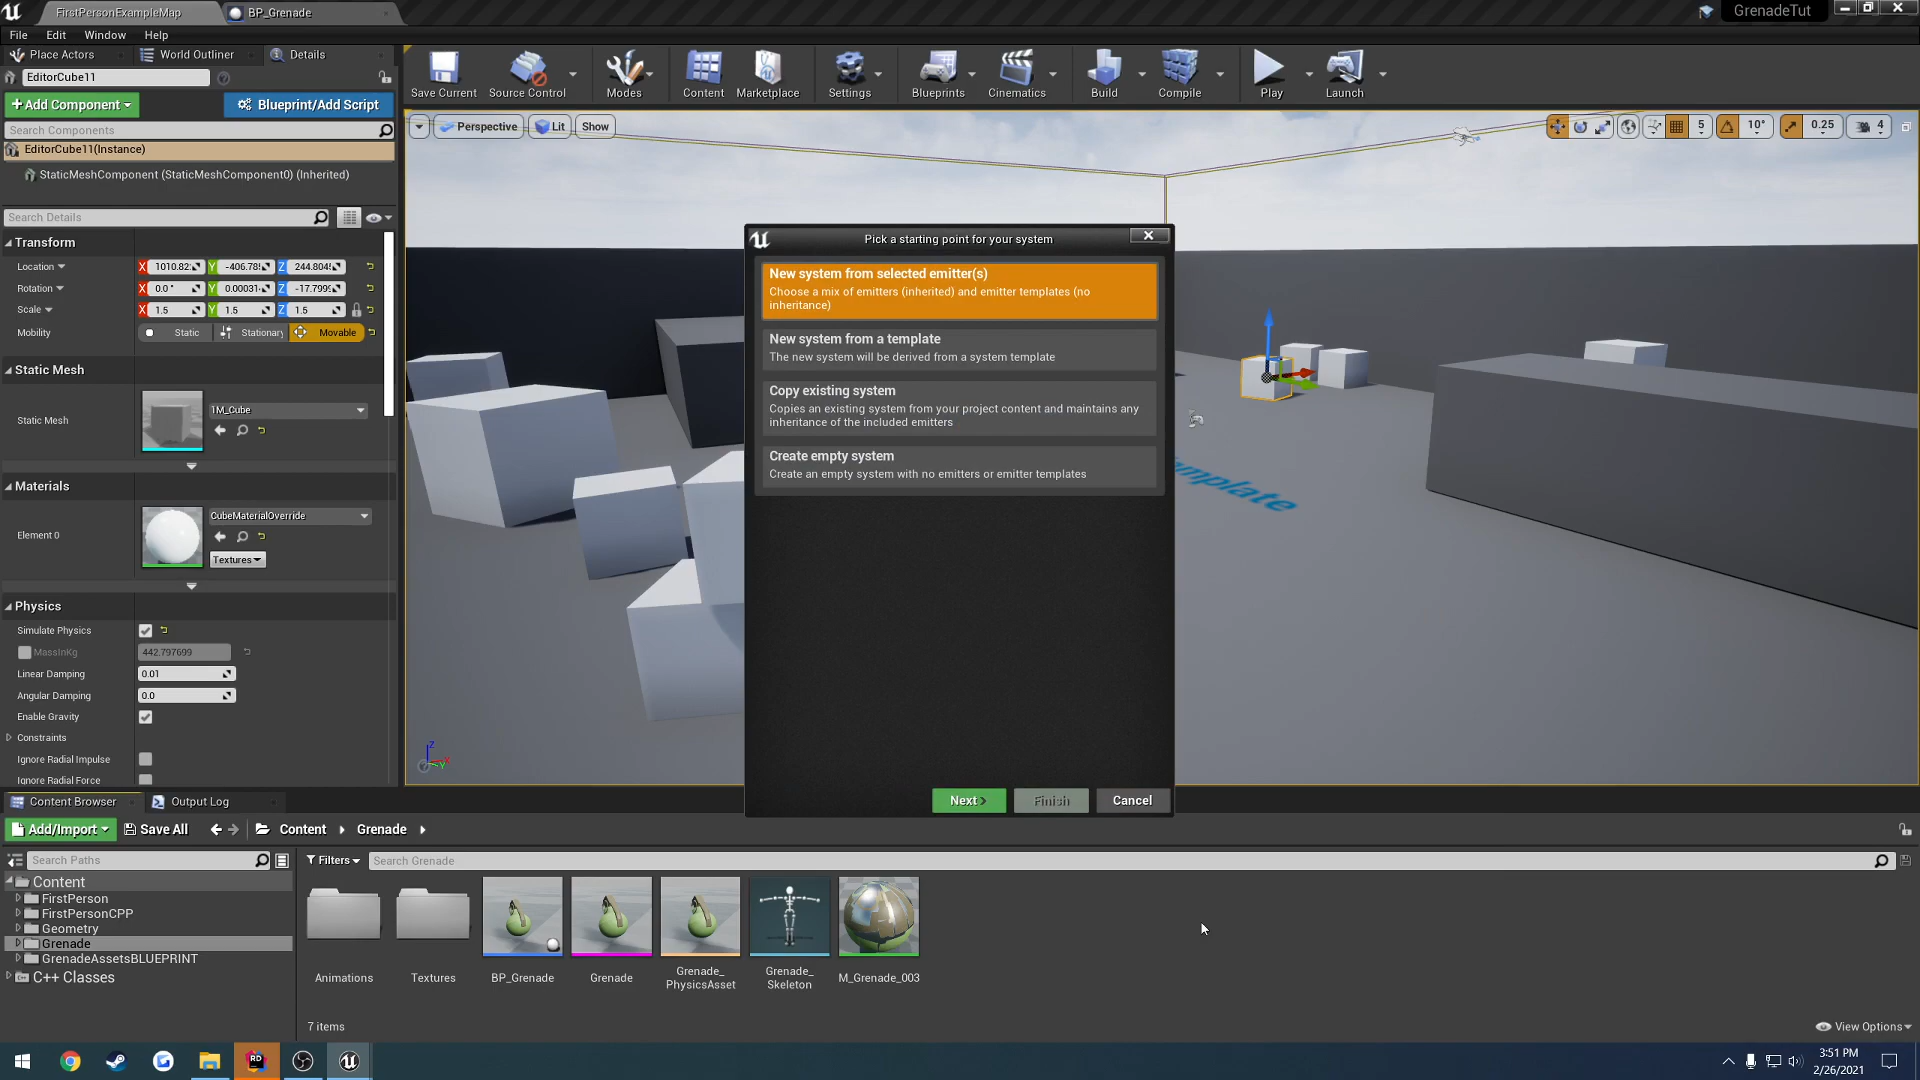 FirstPersonExampleMap
BP_Grenade
GrenadeTut
File Edit Window Help
Place Actors
World Outliner
Details
EditorCube11
+Add Component
Blueprint/Add Script
Search Components
EditorCube11(Instance)
StaticMeshComponent (StaticMeshComponent0) (Inherited)
Search Details
Save Current
Source Control
Modes
Content
Marketplace
Settings
Blueprints
Cinematics
Build
Compile
Play
Launch
Perspective
Lit
Show
5
10°
0.25
4
Transform
Location X 1010.82 Y -406.78 Z 244.804
Rotation X 0.0 ° Y 0.00031 Z -17.799
Scale X 1.5 Y 1.5 Z 1.5
Mobility Static Stationary Movable
Static Mesh
Static Mesh
1M_Cube
Materials
Element 0
CubeMaterialOverride
Textures
Physics
Simulate Physics
MassInKg 442.797699
Linear Damping 0.01
Angular Damping 0.0
Enable Gravity
Constraints
Ignore Radial Impulse
Ignore Radial Force
Pick a starting point for your system
New system from selected emitter(s)
Choose a mix of emitters (inherited) and emitter templates (no
inheritance)
New system from a template
The new system will be derived from a system template
Copy existing system
Copies an existing system from your project content and maintains any
inheritance of the included emitters
Create empty system
Create an empty system with no emitters or emitter templates
Next
Finish
Cancel
mplate
Z
X
Y
Content Browser
Output Log
Add/Import
Save All
Content
Grenade
Search Paths
Filters
Search Grenade
Content
FirstPerson
FirstPersonCPP
Geometry
Grenade
GrenadeAssetsBLUEPRINT
C++ Classes
Animations
Textures
BP_Grenade
Grenade
Grenade_
PhysicsAsset
Grenade_
Skeleton
M_Grenade_003
7 items
View Options
RD
3:51 PM
2/26/2021